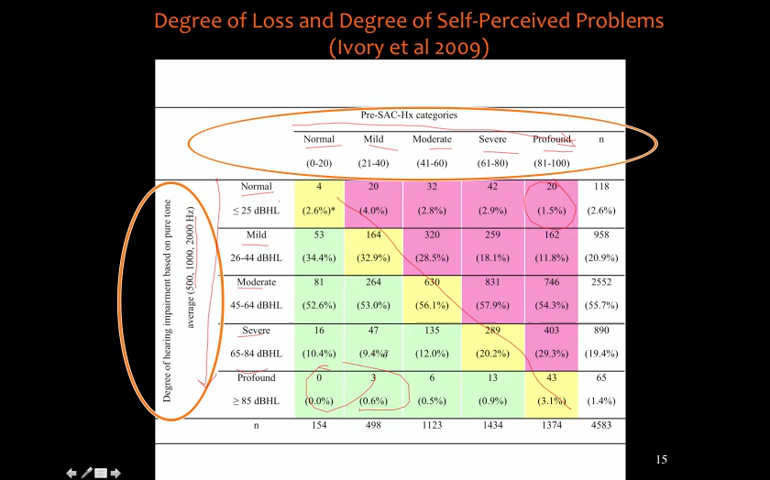 Degree of Loss and Degree of Self-Perceived Problems
(Ivory et al 2009)
Pre-SAC-Hx categories
Normal Mild Moderate Severe Profound n
(0-20) (21-40) (41-60) (61-80) (81-100)
Degree of hearing impairment based on pure tone
average (500, 1000, 2000 Hz)
Normal 4 20 32 42 20 118
≤ 25 dBHL (2.6%)* (4.0%) (2.8%) (2.9%) (1.5%) (2.6%)
Mild 53 164 320 259 162 958
26-44 dBHL (34.4%) (32.9%) (28.5%) (18.1%) (11.8%) (20.9%)
Moderate 81 264 630 831 746 2552
45-64 dBHL (52.6%) (53.0%) (56.1%) (57.9%) (54.3%) (55.7%)
Severe 16 47 135 289 403 890
65-84 dBHL (10.4%) (9.4%) (12.0%) (20.2%) (29.3%) (19.4%)
Profound 0 3 6 13 43 65
≥ 85 dBHL (0.0%) (0.6%) (0.5%) (0.9%) (3.1%) (1.4%)
n 154 498 1123 1434 1374 4583
15